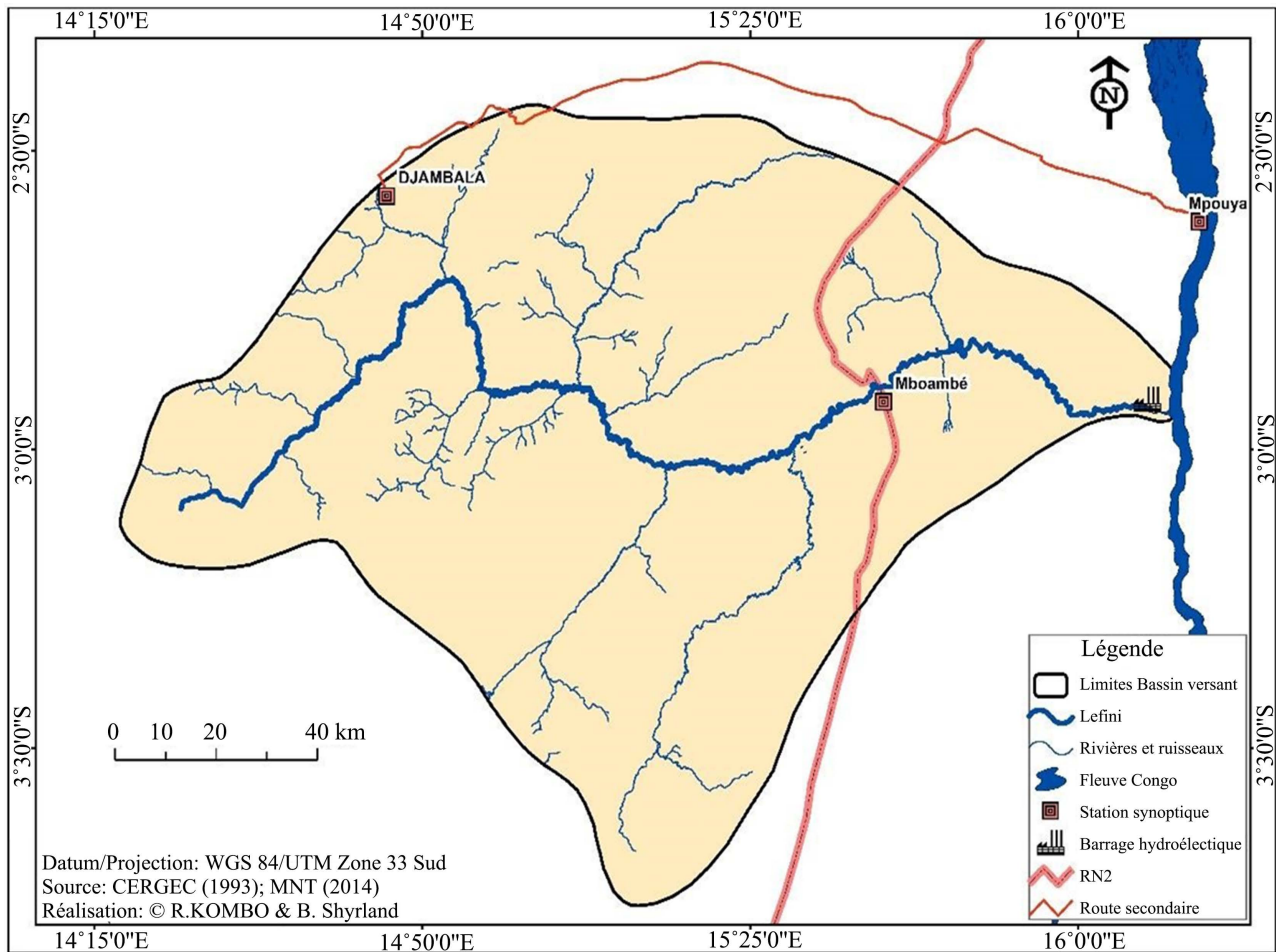 14°15'0"E 14°50'0"E 15°25'0"E 16°0'0"E
N
2°30'0"S 2°30'0"S
DJAMBALA
Mpouya
Mboambé
3°0'0"S 3°0'0"S
Légende
Limites Bassin versant
Lefini
Rivières et ruisseaux
Fleuve Congo
Station synoptique
Barrage hydroélectique
RN2
Route secondaire
0 10 20 40 km
3°30'0"S 3°30'0"S
Datum/Projection: WGS 84/UTM Zone 33 Sud
Source: CERGEC (1993); MNT (2014)
Réalisation: © R.KOMBO & B. Shyrland
14°15'0"E 14°50'0"E 15°25'0"E 16°0'0"E